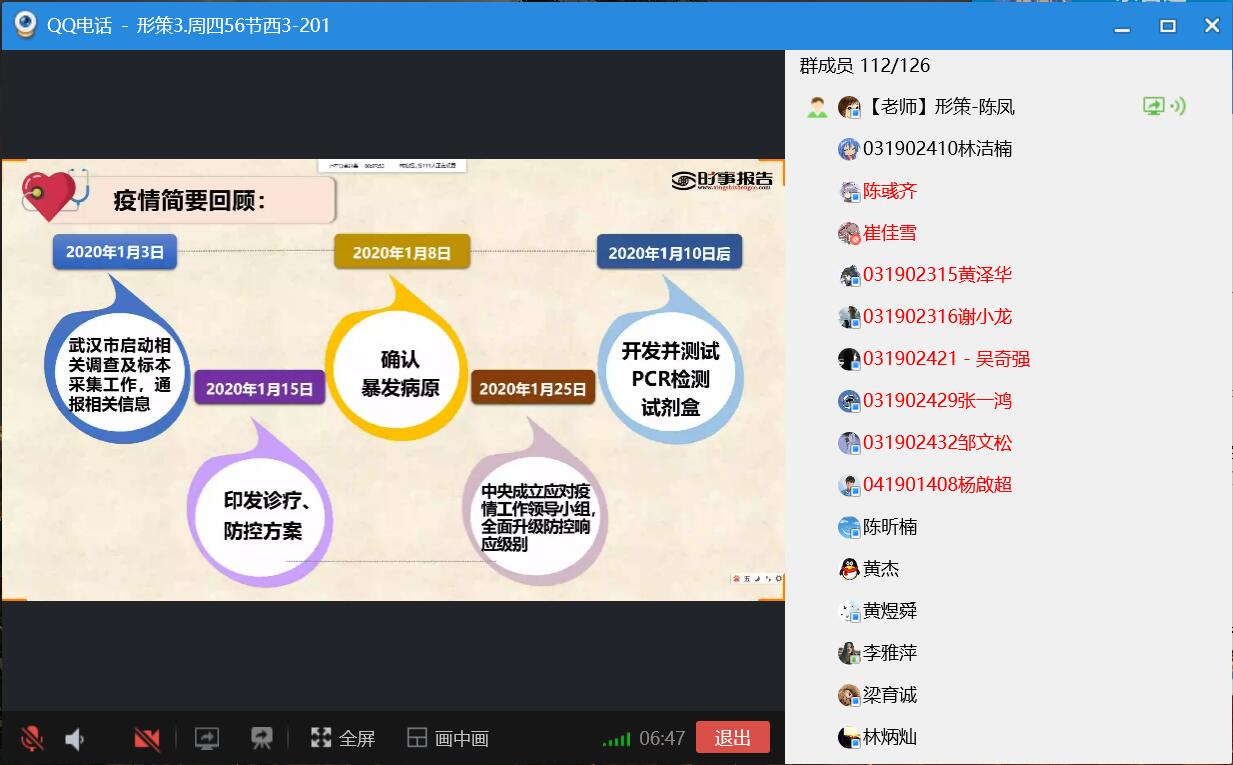 QQ电话 - 形策3.周四56节西3-201
疫情简要回顾：
时事报告
2020年1月3日
2020年1月8日
2020年1月10日后
武汉市启动相
关调查及标本
采集工作，通
报相关信息
确认
暴发病原
开发并测试
PCR检测
试剂盒
2020年1月15日
2020年1月25日
印发诊疗、
防控方案
中央成立应对疫
情工作领导小组，
全面升级防控响
应级别
五
全屏
画中画
06:47
退出
群成员 112/126
【老师】形策-陈凤
031902410林洁楠
陈彧齐
崔佳雪
031902315黄泽华
031902316谢小龙
031902421 - 吴奇强
031902429张一鸿
031902432邹文松
041901408杨啟超
陈昕楠
黄杰
黄煜舜
李雅萍
梁育诚
林炳灿